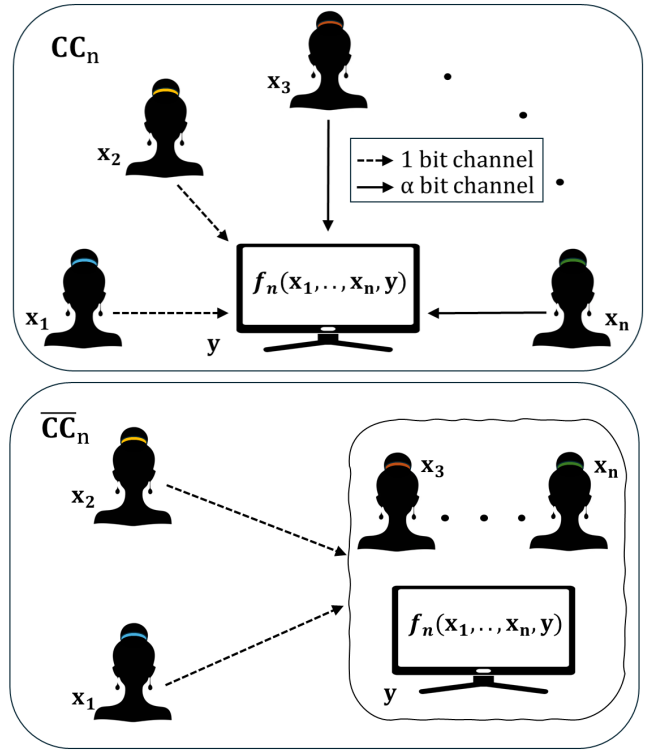 CCₙ
x₃
x₂
1 bit channel
α bit channel
fₙ(x₁,..,xₙ,y)
x₁
xₙ
y
C̅C̅ₙ
x₂
x₃
xₙ
fₙ(x₁,..,xₙ,y)
x₁
y